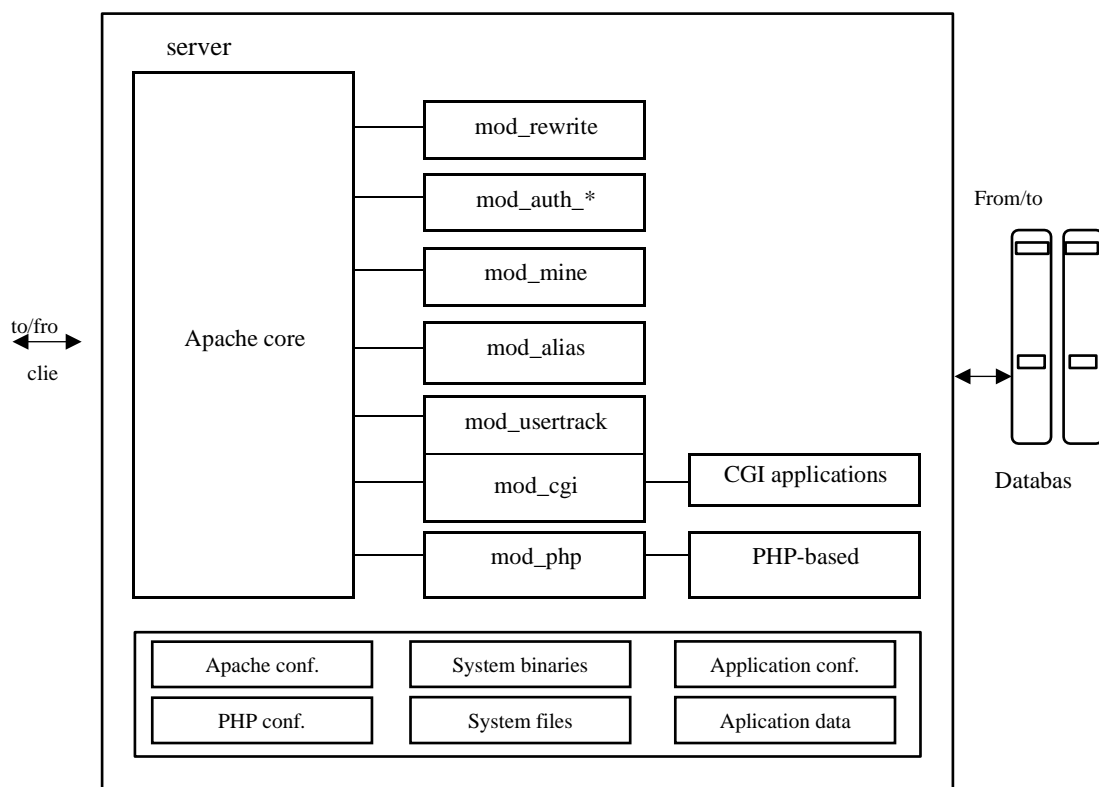 server
mod_rewrite
mod_auth_*
From/to
mod_mine
to/fro
Apache core
mod_alias
clie
mod_usertrack
CGI applications
Databas
mod_cgi
mod_php
PHP-based
Apache conf.
System binaries
Application conf.
PHP conf.
System files
Aplication data